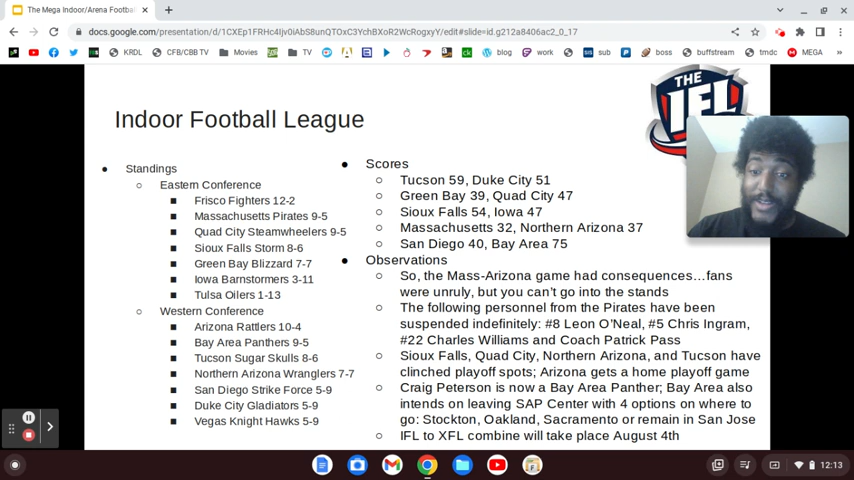 The Mega Indoor/Arena Footbal
docs.google.com/presentation/d/1CXEp1FRHc4Ijv0iAbS8unQTOxC3YchBXoR2WcRogxyY/edit#slide=id.g212a8406ac2_0_17
KRDL
CFB/CBB TV
Movies
TV
blog
work
sub
boss
buffstream
tmdc
MEGA
THE
IFL
Indoor Football League
Standings
Eastern Conference
Frisco Fighters 12-2
Massachusetts Pirates 9-5
Quad City Steamwheelers 9-5
Sioux Falls Storm 8-6
Green Bay Blizzard 7-7
Iowa Barnstormers 3-11
Tulsa Oilers 1-13
Western Conference
Arizona Rattlers 10-4
Bay Area Panthers 9-5
Tucson Sugar Skulls 8-6
Northern Arizona Wranglers 7-7
San Diego Strike Force 5-9
Duke City Gladiators 5-9
Vegas Knight Hawks 5-9
Scores
Tucson 59, Duke City 51
Green Bay 39, Quad City 47
Sioux Falls 54, Iowa 47
Massachusetts 32, Northern Arizona 37
San Diego 40, Bay Area 75
Observations
So, the Mass-Arizona game had consequences…fans
were unruly, but you can't go into the stands
The following personnel from the Pirates have been
suspended indefinitely: #8 Leon O'Neal, #5 Chris Ingram,
#22 Charles Williams and Coach Patrick Pass
Sioux Falls, Quad City, Northern Arizona, and Tucson have
clinched playoff spots; Arizona gets a home playoff game
Craig Peterson is now a Bay Area Panther; Bay Area also
intends on leaving SAP Center with 4 options on where to
go: Stockton, Oakland, Sacramento or remain in San Jose
IFL to XFL combine will take place August 4th
12:13